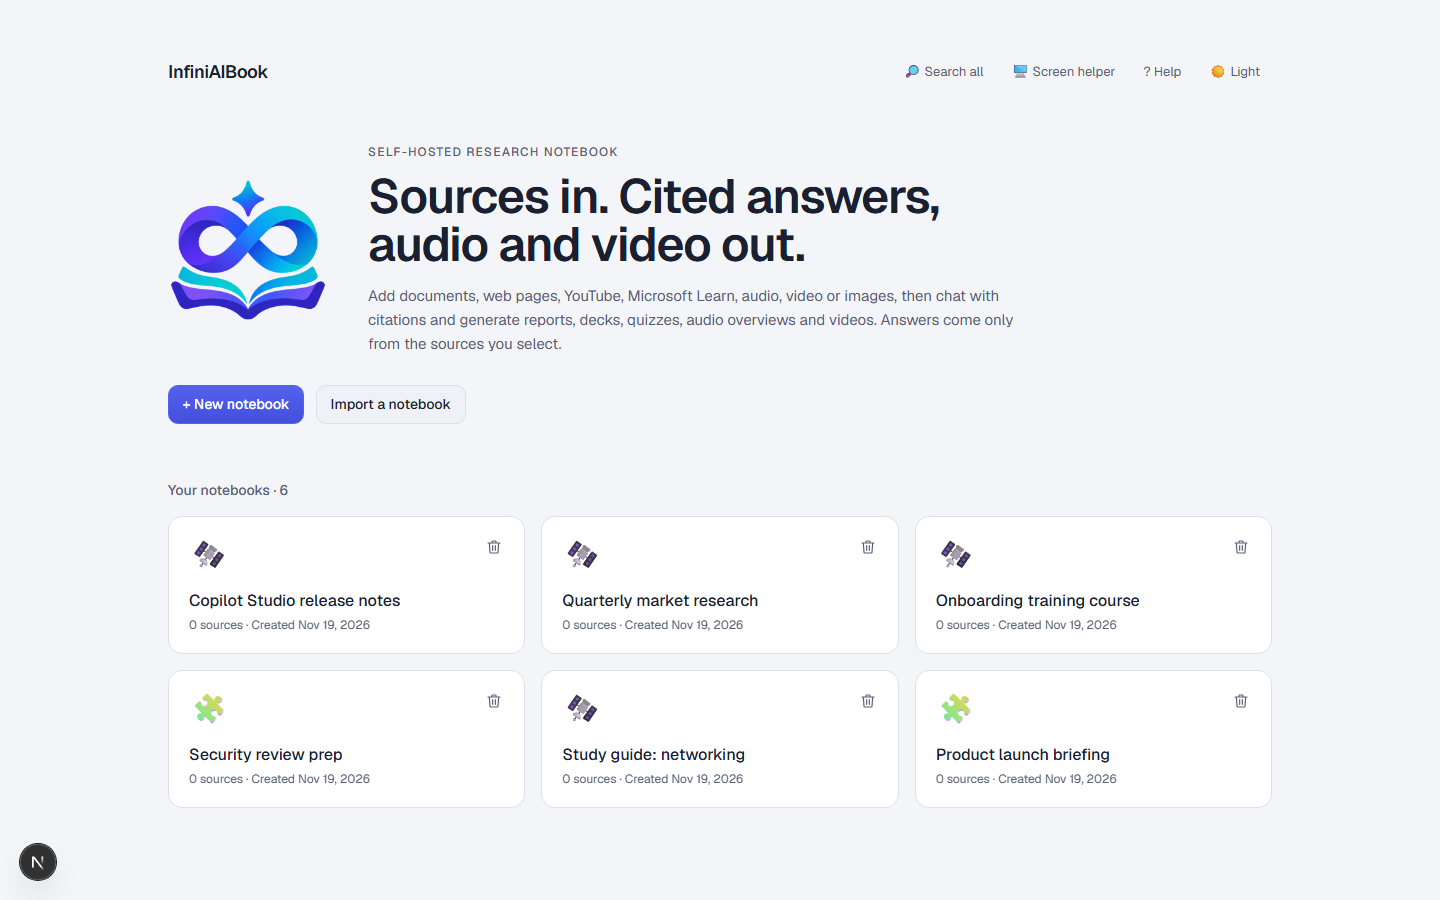 InfiniAIBook
Search all
Screen helper
? Help
Light
SELF-HOSTED RESEARCH NOTEBOOK
Sources in. Cited answers,
audio and video out.
Add documents, web pages, YouTube, Microsoft Learn, audio, video or images, then chat with
citations and generate reports, decks, quizzes, audio overviews and videos. Answers come only
from the sources you select.
+ New notebook
Import a notebook
Your notebooks · 6
Copilot Studio release notes
0 sources · Created Nov 19, 2026
Quarterly market research
0 sources · Created Nov 19, 2026
Onboarding training course
0 sources · Created Nov 19, 2026
Security review prep
0 sources · Created Nov 19, 2026
Study guide: networking
0 sources · Created Nov 19, 2026
Product launch briefing
0 sources · Created Nov 19, 2026
N